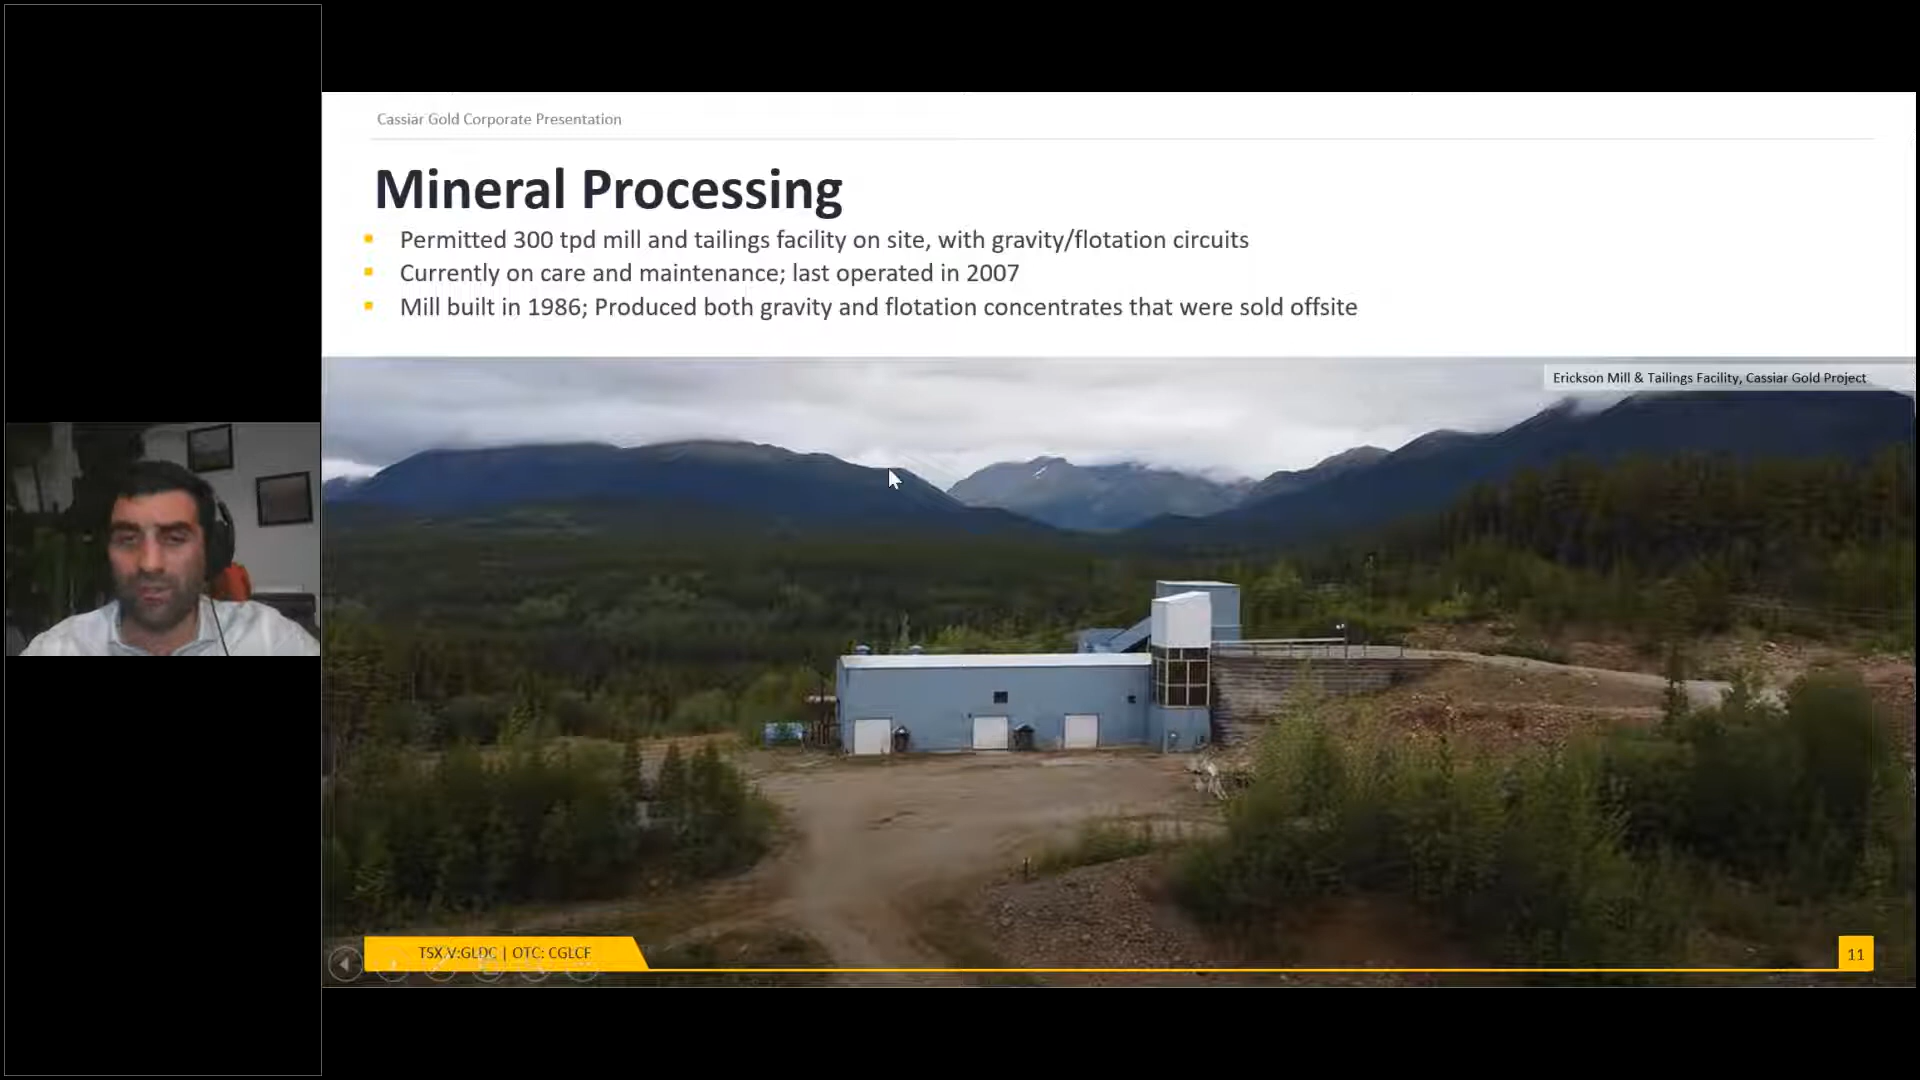 Cassiar Gold Corporate Presentation
Mineral Processing
Permitted 300 tpd mill and tailings facility on site, with gravity/flotation circuits
Currently on care and maintenance; last operated in 2007
Mill built in 1986; Produced both gravity and flotation concentrates that were sold offsite
Erickson Mill & Tailings Facility, Cassiar Gold Project
TSX.V:GLDC | OTC: CGLCF
11